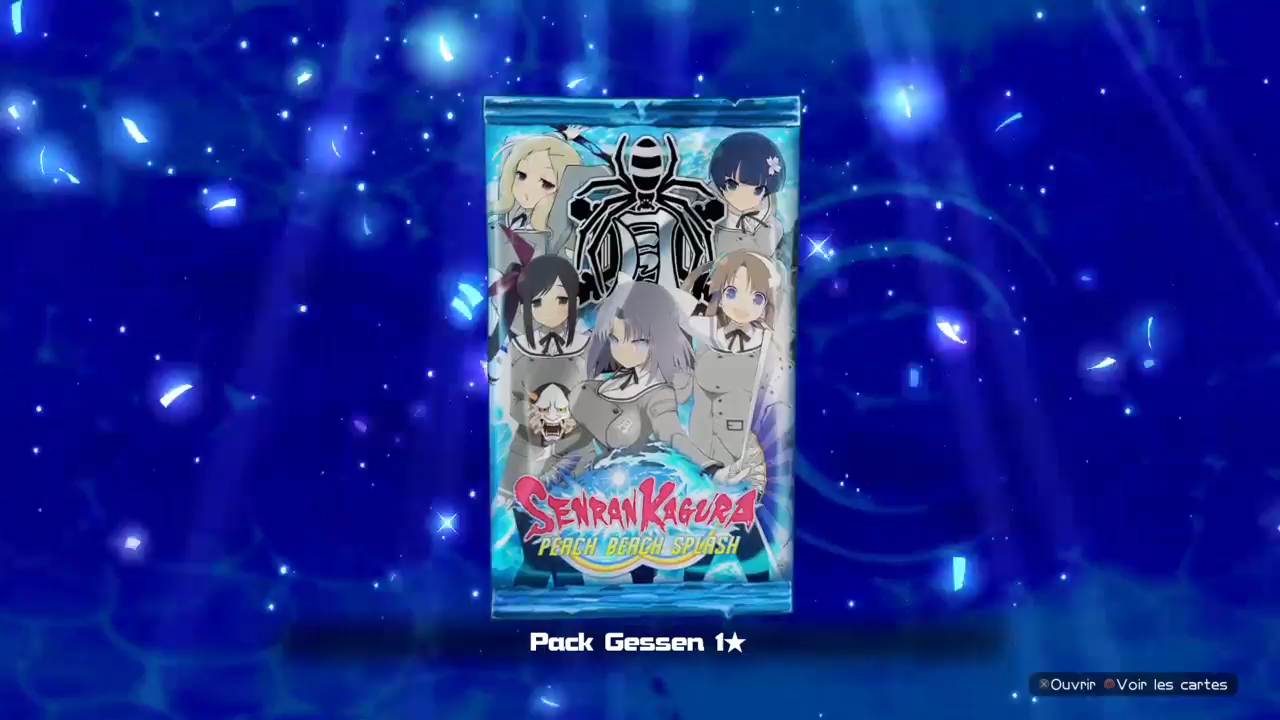 SENRAN KAGURA
PEACH BEACH SPLASH
Pack Gessen 1★
Ouvrir Voir les cartes